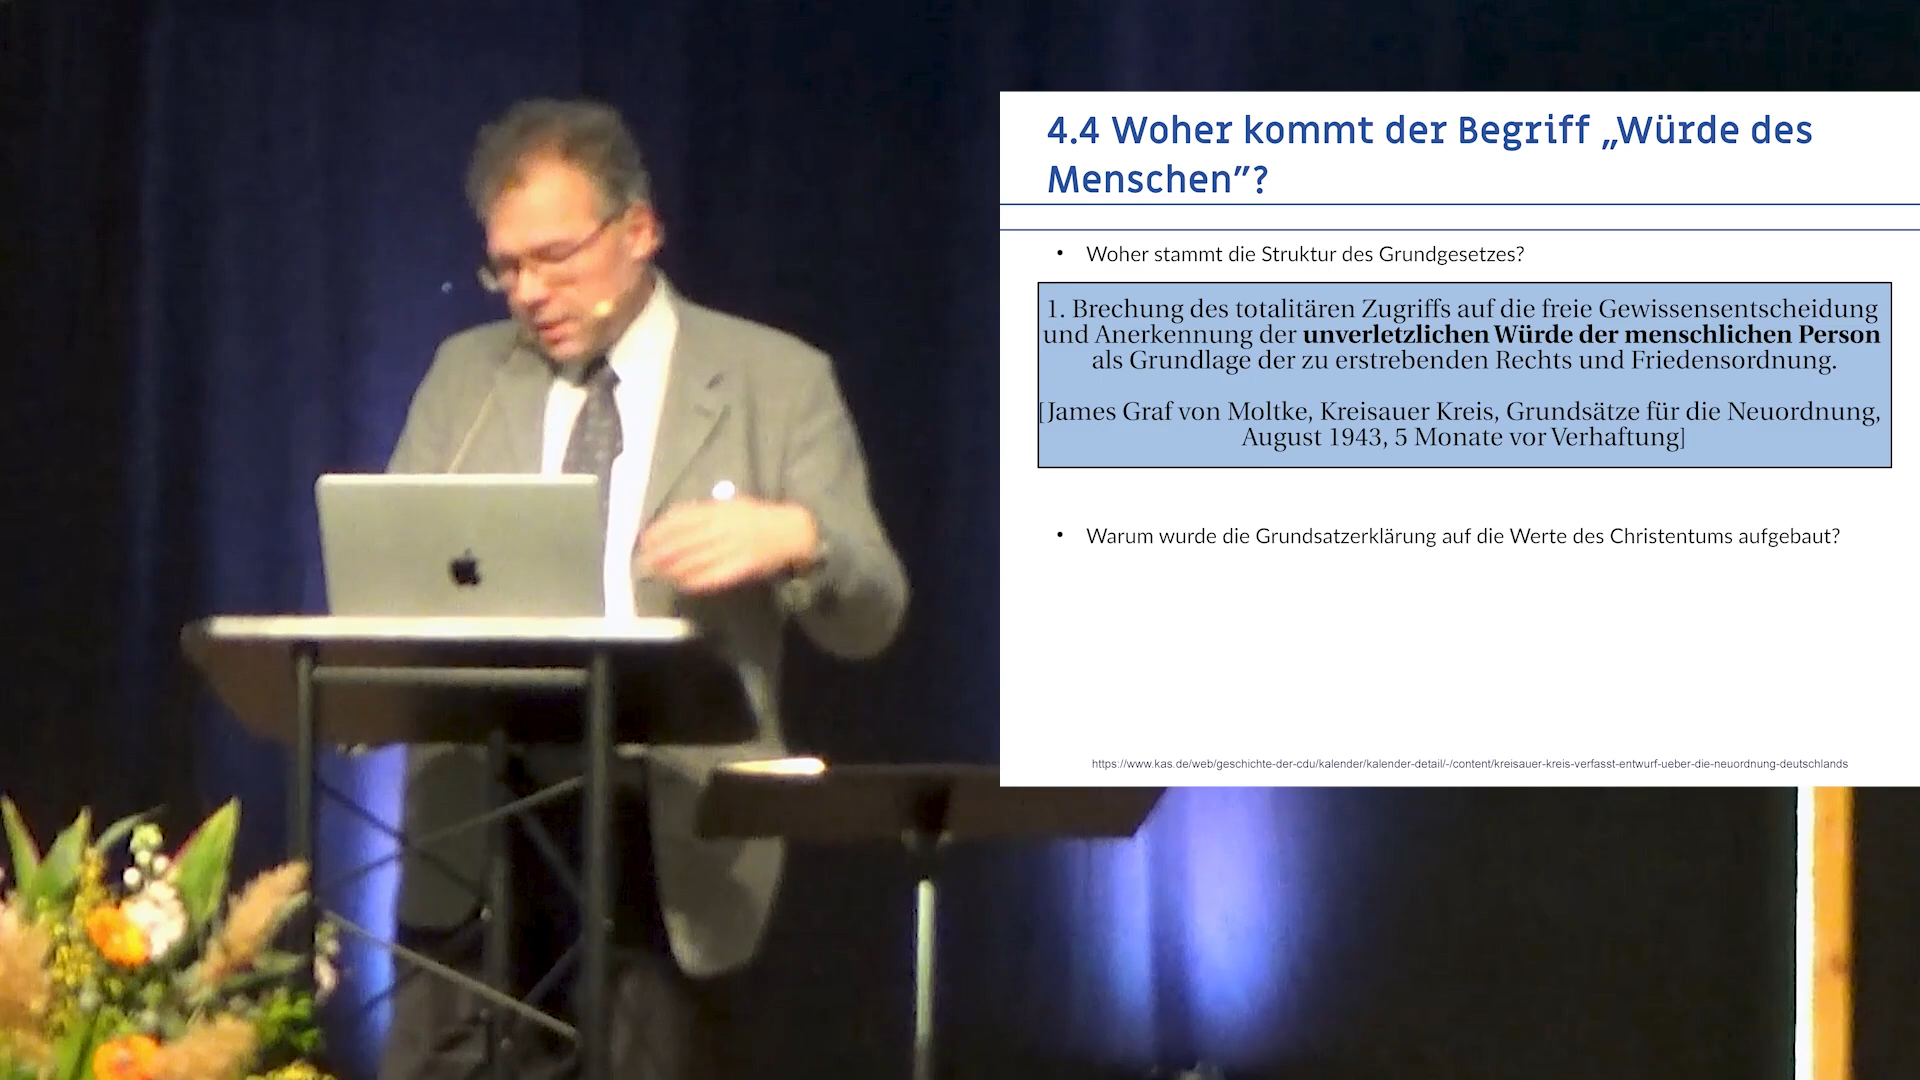 4.4 Woher kommt der Begriff „Würde des
Menschen”?
• Woher stammt die Struktur des Grundgesetzes?
1. Brechung des totalitären Zugriffs auf die freie Gewissensentscheidung
und Anerkennung der unverletzlichen Würde der menschlichen Person
als Grundlage der zu erstrebenden Rechts und Friedensordnung.
[James Graf von Moltke, Kreisauer Kreis, Grundsätze für die Neuordnung,
August 1943, 5 Monate vor Verhaftung]
• Warum wurde die Grundsatzerklärung auf die Werte des Christentums aufgebaut?
https://www.kas.de/web/geschichte-der-cdu/kalender/kalender-detail/-/content/kreisauer-kreis-verfasst-entwurf-ueber-die-neuordnung-deutschlands